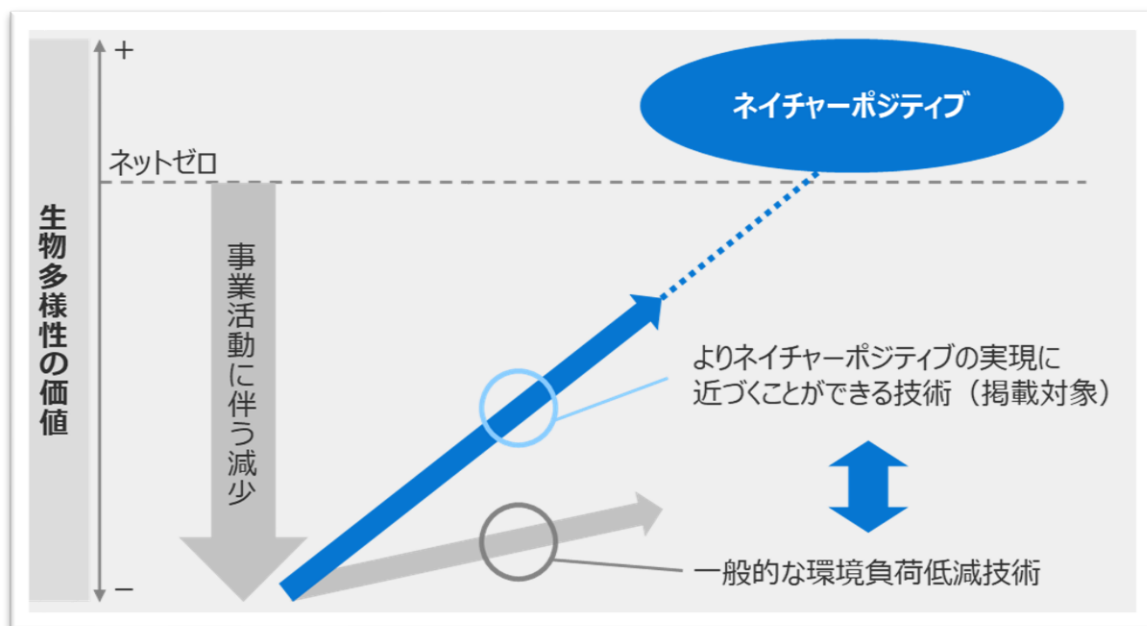 +
ネイチャーポジティブ
ネットゼロ
生物多様性の価値
事業活動に伴う減少
よりネイチャーポジティブの実現に
近づくことができる技術（掲載対象）
一般的な環境負荷低減技術
−